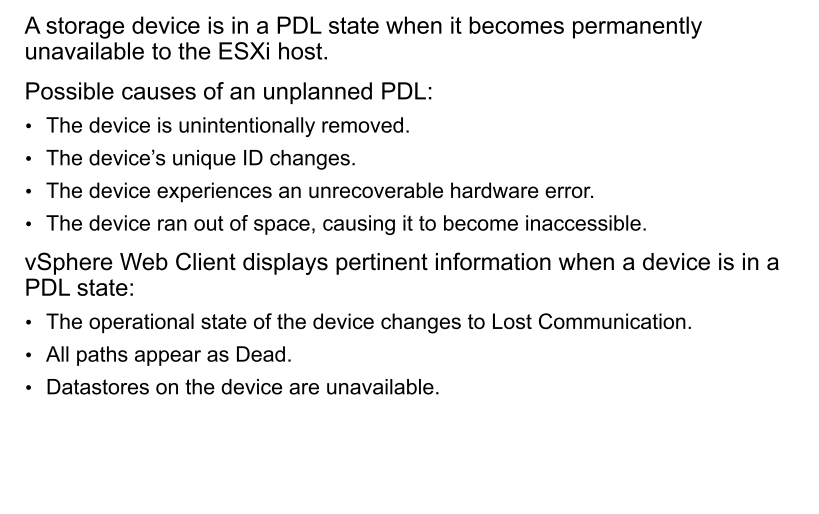 A storage device is in a PDL state when it becomes permanently
unavailable to the ESXi host.
Possible causes of an unplanned PDL:
• The device is unintentionally removed.
• The device’s unique ID changes.
• The device experiences an unrecoverable hardware error.
• The device ran out of space, causing it to become inaccessible.
vSphere Web Client displays pertinent information when a device is in a
PDL state:
• The operational state of the device changes to Lost Communication.
• All paths appear as Dead.
• Datastores on the device are unavailable.